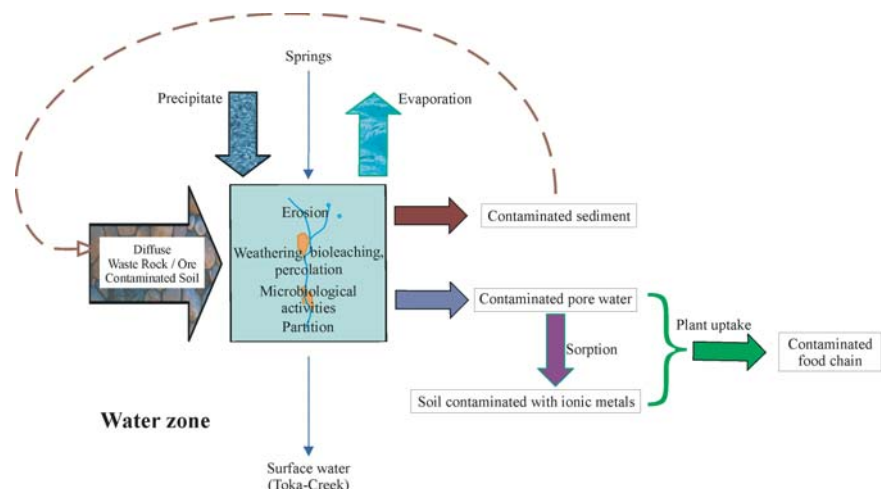 Springs
Precipitate
Evaporation
Erosion
Weathering, bioleaching,
percolation
Microbiological
activities
Partition
Diffuse
Waste Rock / Ore
Contaminated Soil
Contaminated sediment
Contaminated pore water
Sorption
Soil contaminated with ionic metals
Plant uptake
Contaminated
food chain
Water zone
Surface water
(Toka-Creek)